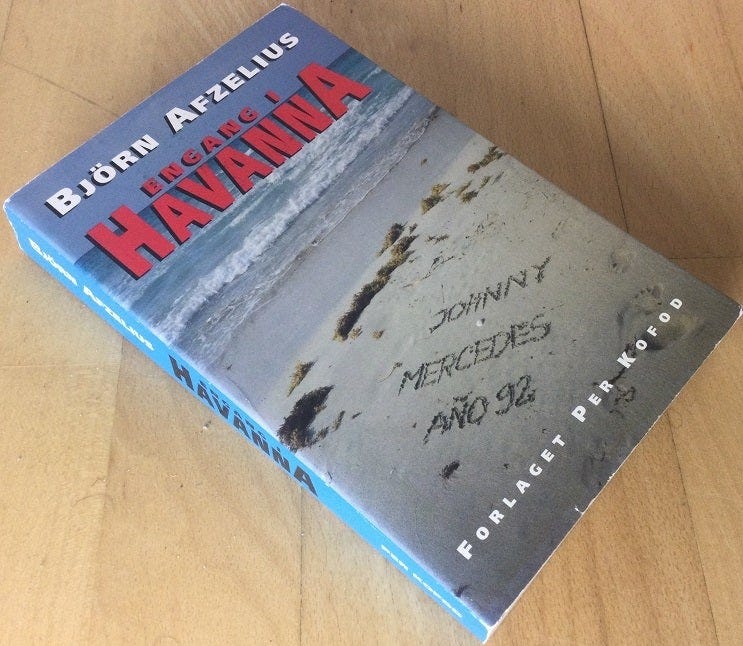 BJÖRN AFZELIUS
ENGANG I
HAVANNA
JOHNNY
MERCEDES
AÑO 92
FORLAGET PER KOFOD
BJÖRN AFZELIUS
HAVANNA
PER KOFOD